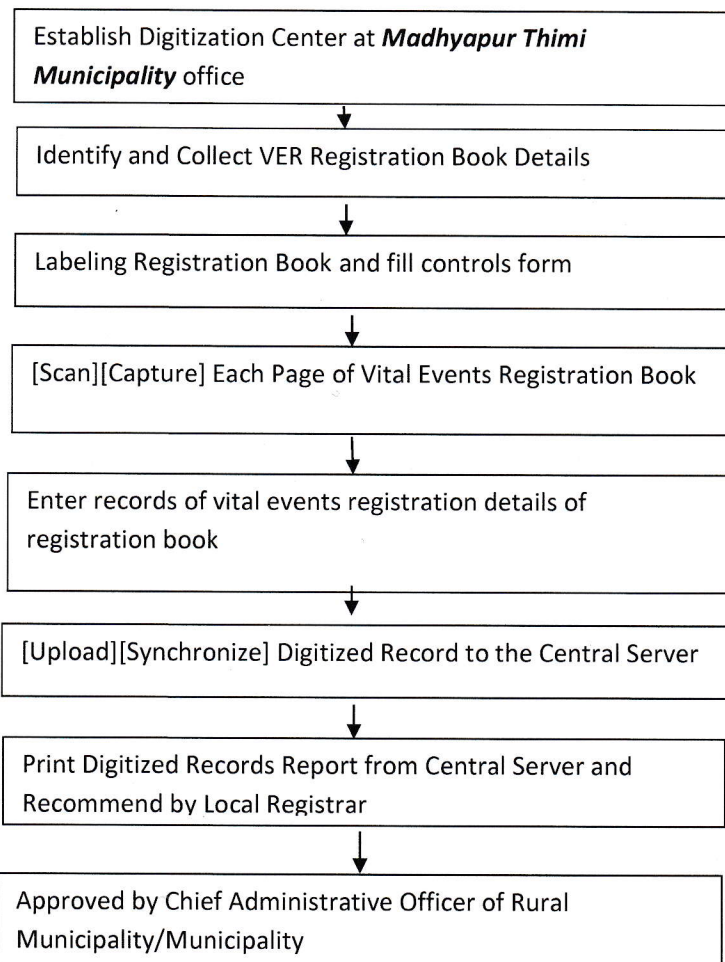 Establish Digitization Center at Madhyapur Thimi
Municipality office
Identify and Collect VER Registration Book Details
Labeling Registration Book and fill controls form
[Scan][Capture] Each Page of Vital Events Registration Book
Enter records of vital events registration details of
registration book
[Upload][Synchronize] Digitized Record to the Central Server
Print Digitized Records Report from Central Server and
Recommend by Local Registrar
Approved by Chief Administrative Officer of Rural
Municipality/Municipality